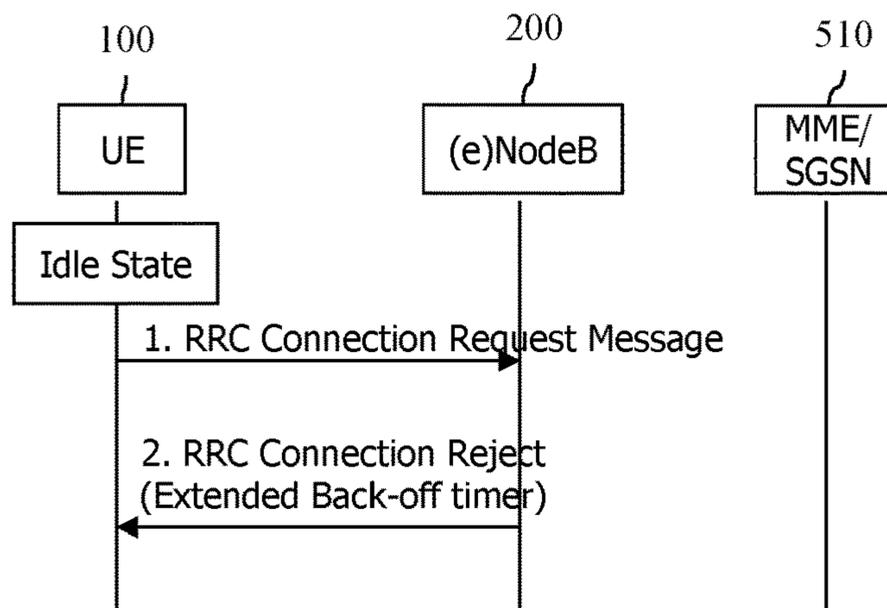 100
200
510
UE
(e)NodeB
MME/
SGSN
Idle State
1. RRC Connection Request Message
2. RRC Connection Reject
(Extended Back-off timer)